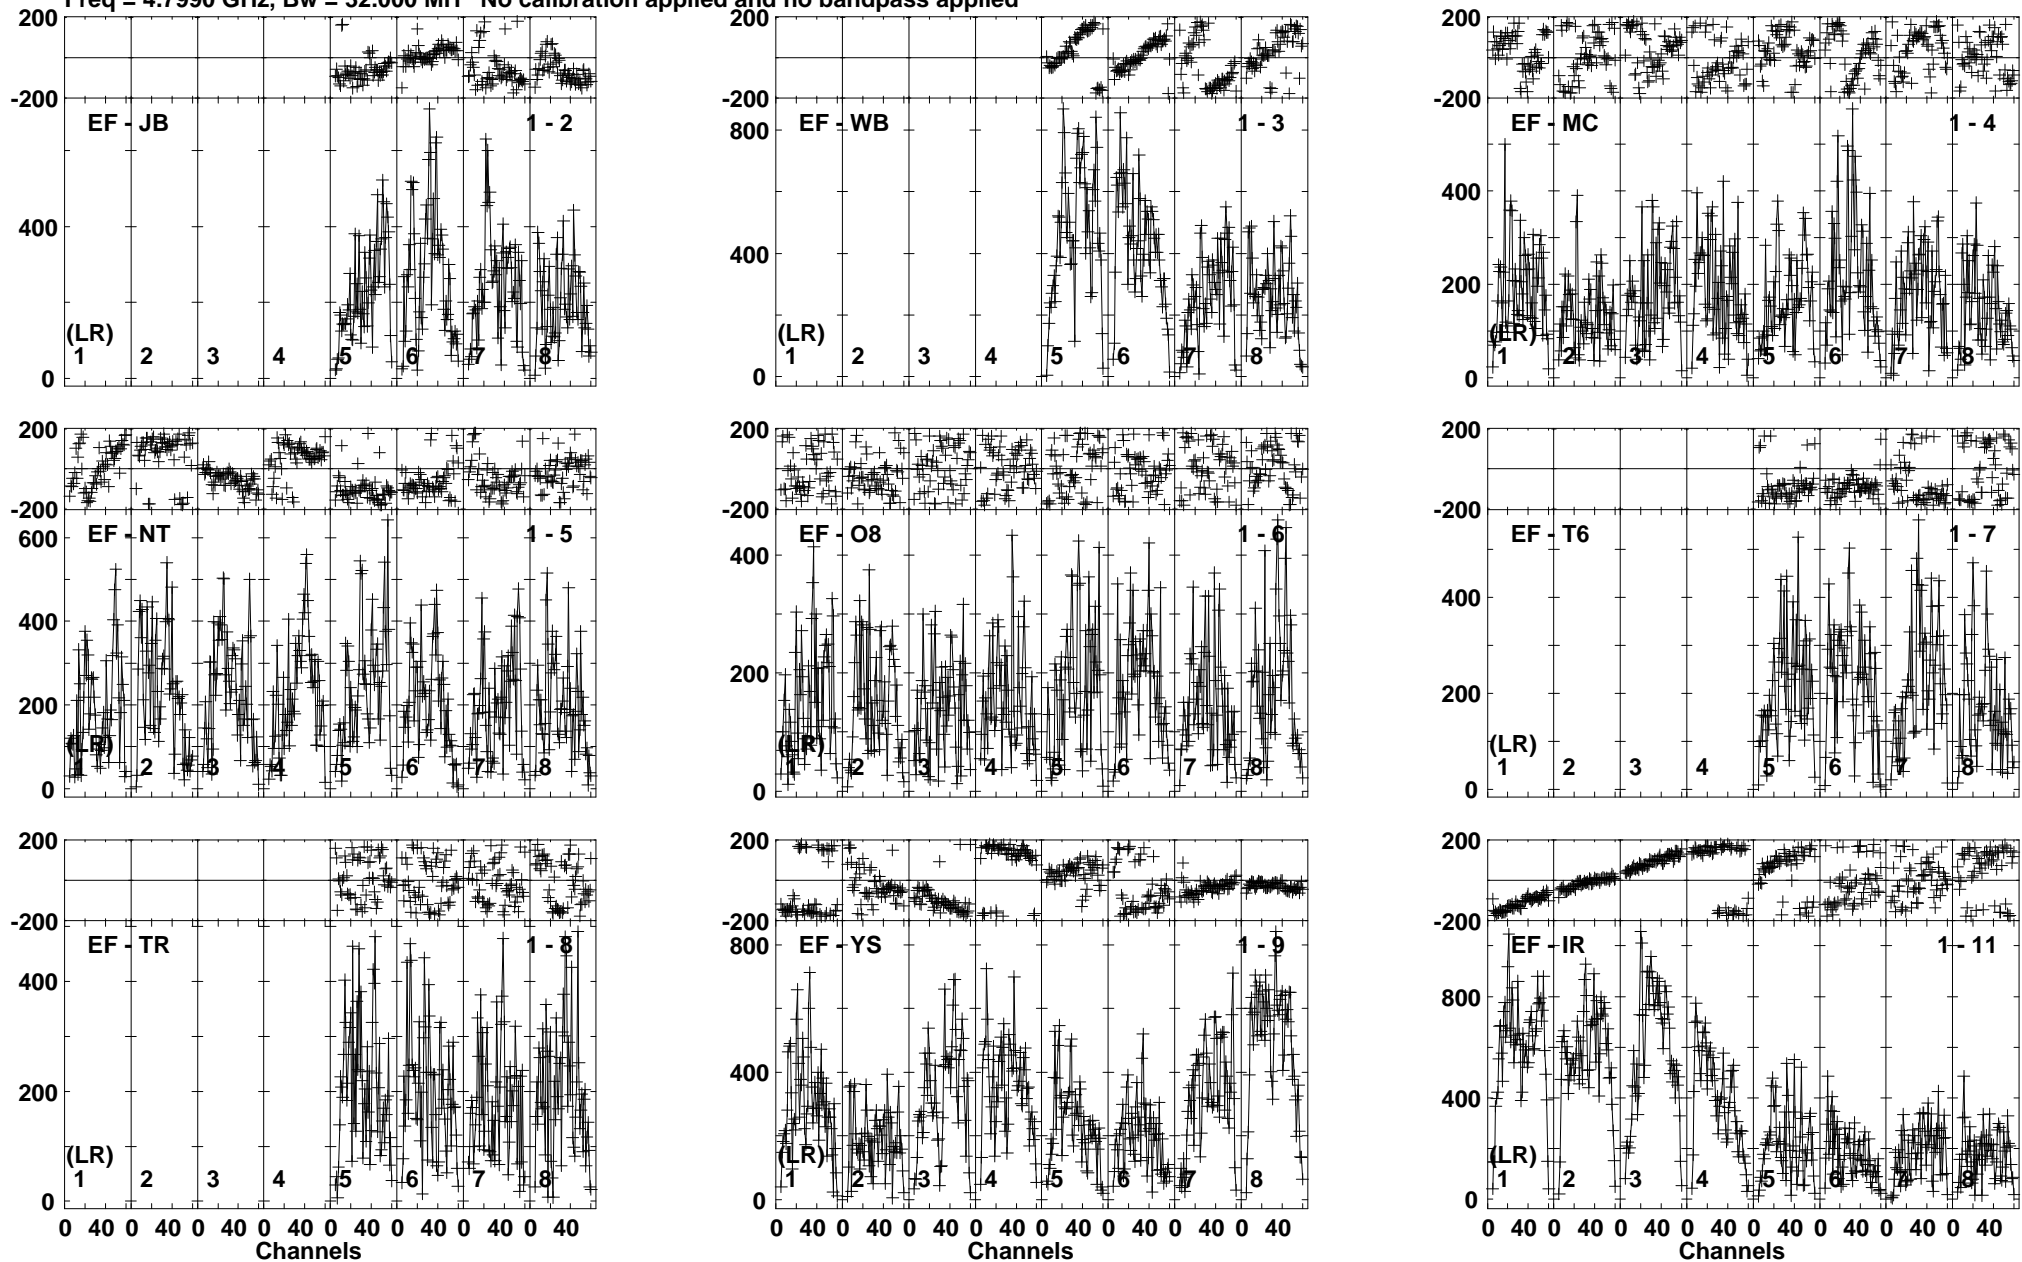 Freq = 4.7990 GHz, Bw = 32.000 MH No calibration applied and no bandpass applied
200
-200
EF - JB 1 - 2
400
(LR)
1 2 3 4 5 6 7 8
0
200
-200
EF - WB 1 - 3
800
400
(LR)
1 2 3 4 5 6 7 8
0
200
-200
EF - MC 1 - 4
400
200
(LR)
1 2 3 4 5 6 7 8
0
200
-200
EF - NT 1 - 5
600
400
200
(LR)
1 2 3 4 5 6 7 8
0
200
-200
EF - O8 1 - 6
400
200
(LR)
1 2 3 4 5 6 7 8
0
200
-200
EF - T6 1 - 7
400
200
(LR)
1 2 3 4 5 6 7 8
0
200
-200
EF - TR 1 - 8
400
200
(LR)
1 2 3 4 5 6 7 8
0
0 40 0 40 0 40 0 40 0 40 0 40 0 40 0 40
Channels
200
-200
EF - YS 1 - 9
800
400
(LR)
1 2 3 4 5 6 7 8
0
0 40 0 40 0 40 0 40 0 40 0 40 0 40 0 40
200
-200
EF - IR 1 - 11
800
400
(LR)
1 2 3 4 5 6 7 8
0
0 40 0 40 0 40 0 40 0 40 0 40 0 40 0 40
Channels